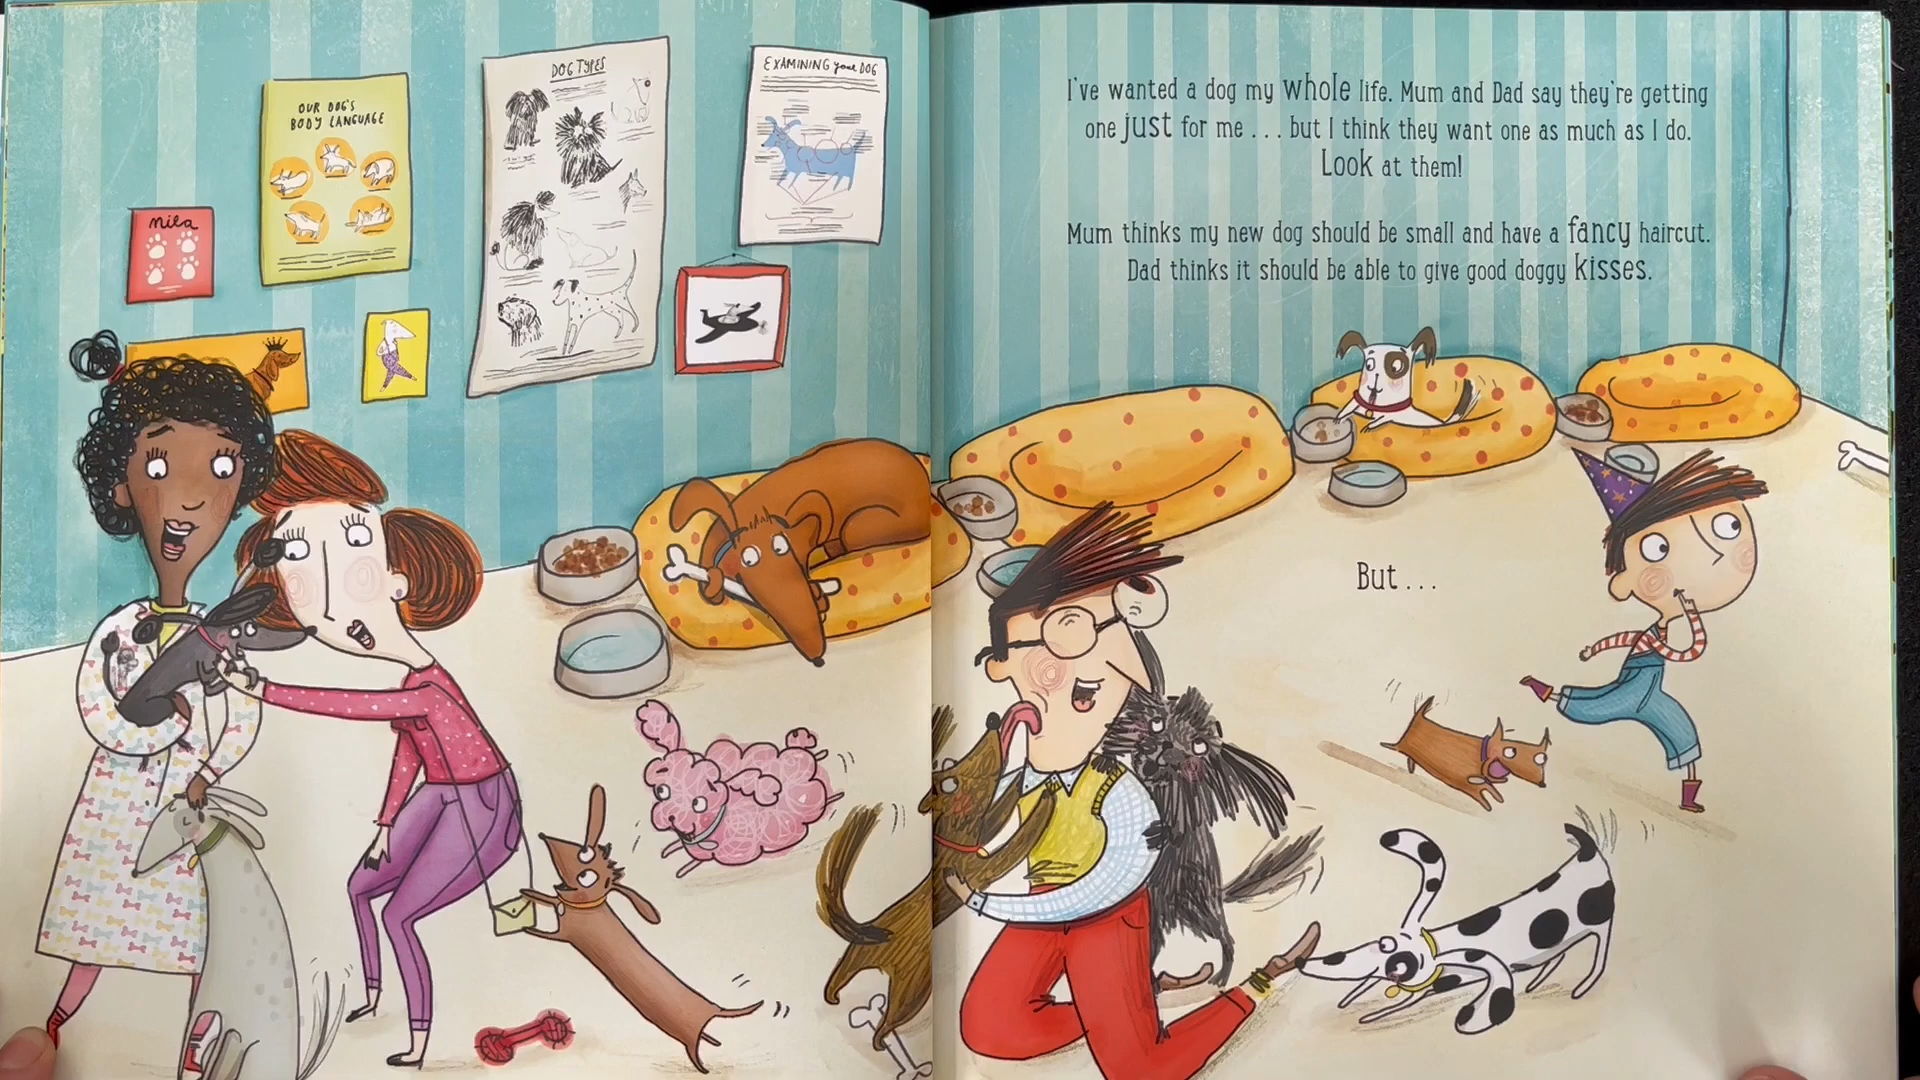 OUR DOG'S
BODY LANGUAGE
DOG TYPES
EXAMINING your DOG
nila
I've wanted a dog my whole life. Mum and Dad say they're getting
one just for me ... but I think they want one as much as I do.
Look at them!
Mum thinks my new dog should be small and have a fancy haircut.
Dad thinks it should be able to give good doggy kisses.
But ...